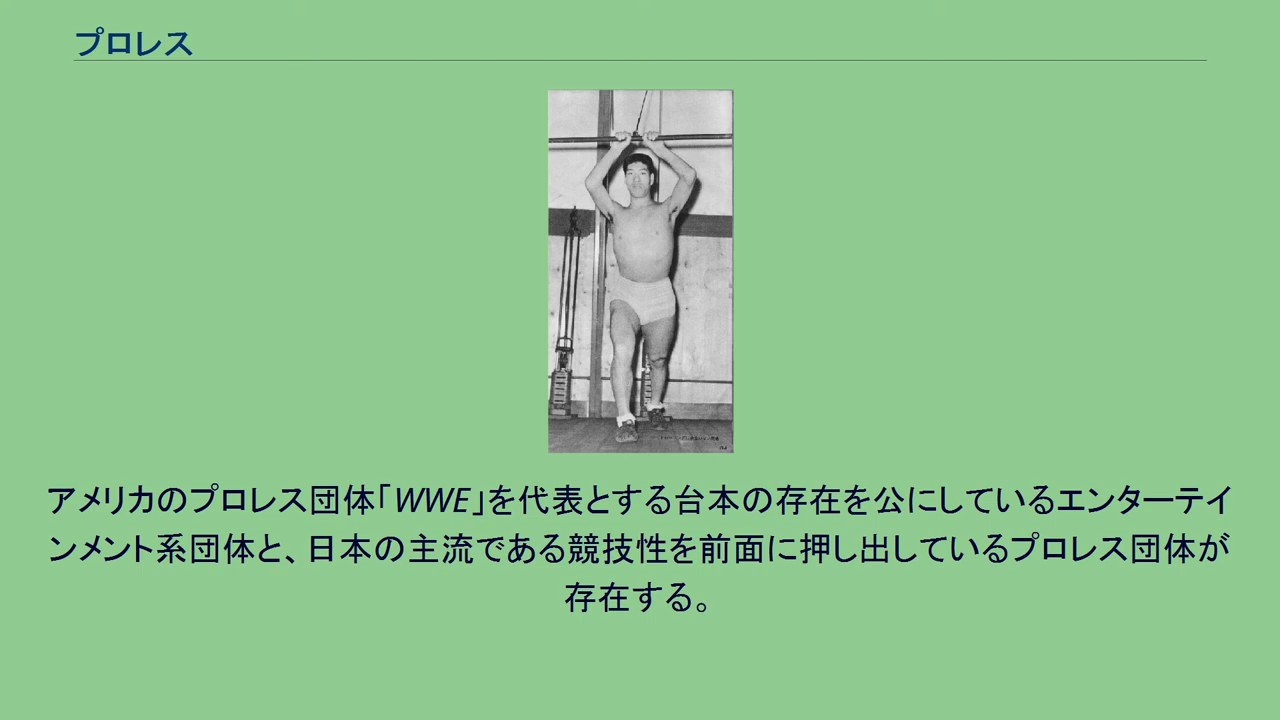 プロレス
アメリカのプロレス団体「WWE」を代表とする台本の存在を公にしているエンターテイ
ンメント系団体と、日本の主流である競技性を前面に押し出しているプロレス団体が
存在する。